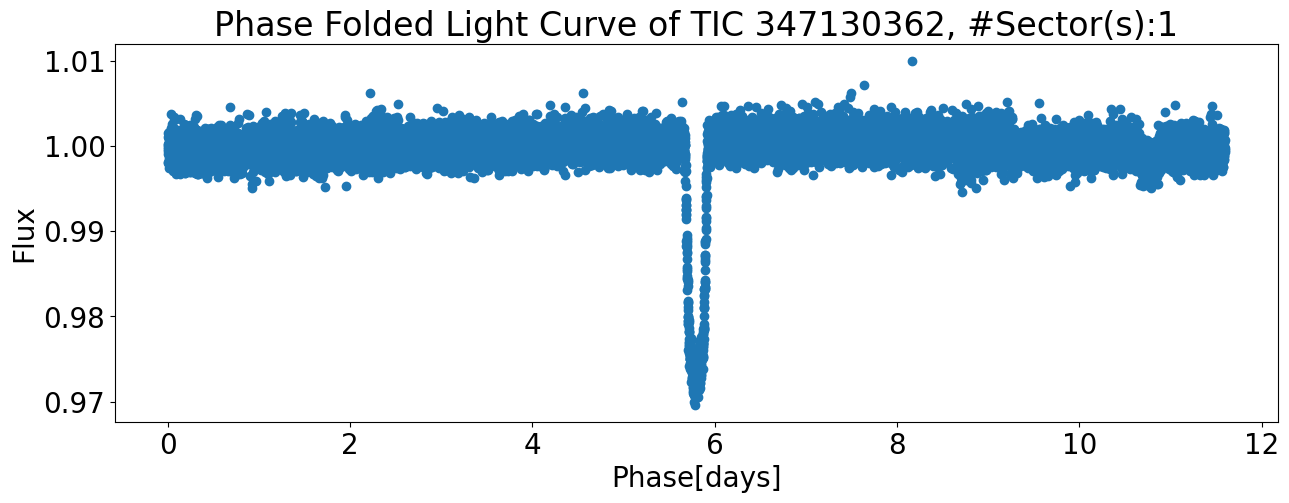 Phase Folded Light Curve of TIC 347130362, #Sector(s):1
1.01
1.00
0.99
0.98
0.97
Flux
0 2 4 6 8 10 12
Phase[days]